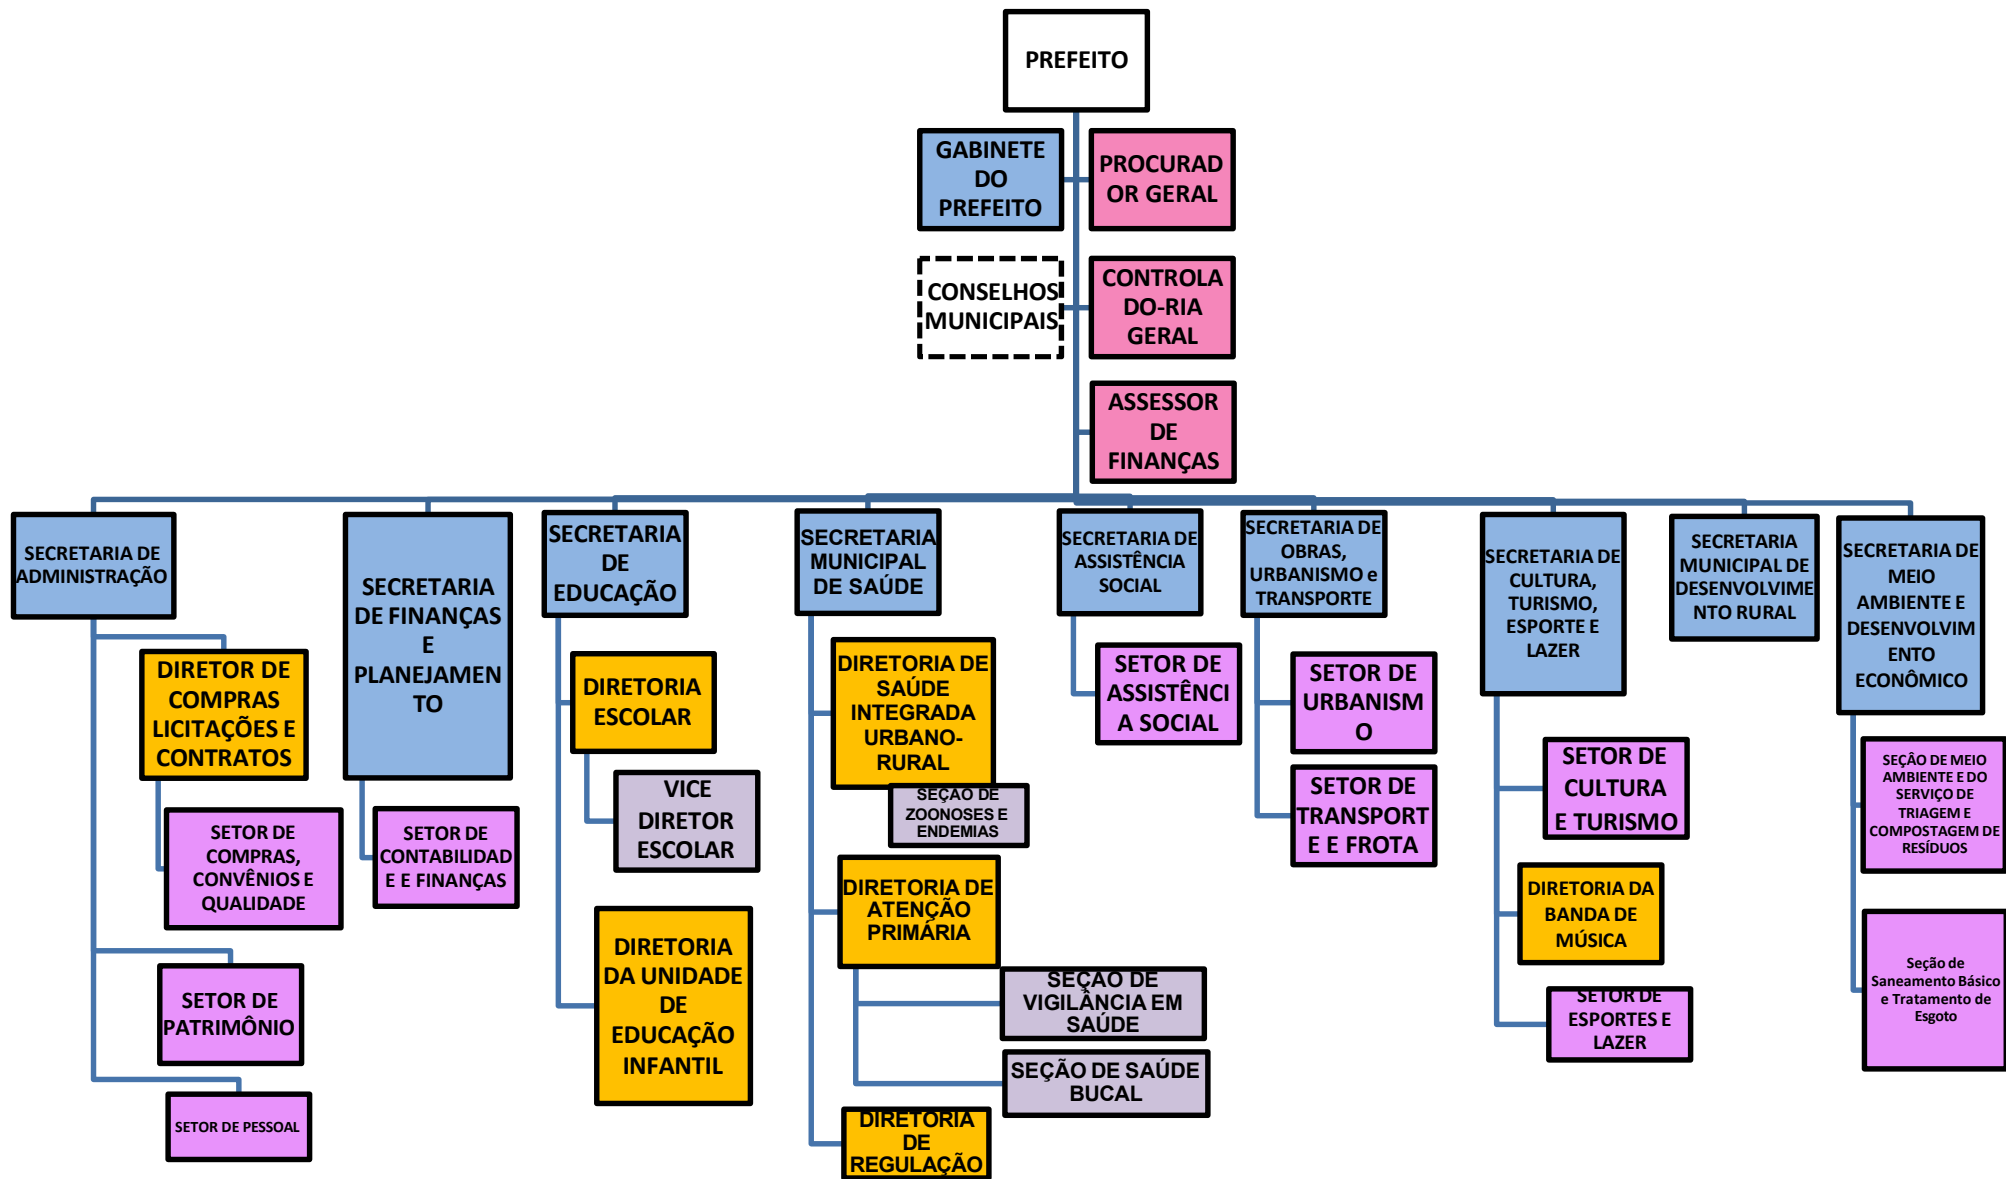 PREFEITO
GABINETE
DO
PREFEITO
PROCURAD
OR GERAL
CONSELHOS
MUNICIPAIS
CONTROLA
DO-RIA
GERAL
ASSESSOR
DE
FINANÇAS
SECRETARIA DE
ADMINISTRAÇÃO
DIRETOR DE
COMPRAS
LICITAÇÕES E
CONTRATOS
SETOR DE
COMPRAS,
CONVÊNIOS E
QUALIDADE
SETOR DE
PATRIMÔNIO
SETOR DE PESSOAL
SECRETARIA
DE FINANÇAS
E
PLANEJAMEN
TO
SETOR DE
CONTABILIDAD
E E FINANÇAS
SECRETARIA
DE
EDUCAÇÃO
DIRETORIA
ESCOLAR
VICE
DIRETOR
ESCOLAR
DIRETORIA
DA UNIDADE
DE
EDUCAÇÃO
INFANTIL
SECRETARIA
MUNICIPAL
DE SAÚDE
DIRETORIA DE
SAÚDE
INTEGRADA
URBANO-
RURAL
SEÇÃO DE
ZOONOSES E
ENDEMIAS
DIRETORIA DE
ATENÇÃO
PRIMÁRIA
SEÇÃO DE
VIGILÂNCIA EM
SAÚDE
SEÇÃO DE SAÚDE
BUCAL
DIRETORIA
DE
REGULAÇÃO
SECRETARIA DE
ASSISTÊNCIA
SOCIAL
SETOR DE
ASSISTÊNCI
A SOCIAL
SECRETARIA DE
OBRAS,
URBANISMO e
TRANSPORTE
SETOR DE
URBANISM
O
SETOR DE
TRANSPORT
E E FROTA
SECRETARIA DE
CULTURA,
TURISMO,
ESPORTE E
LAZER
SETOR DE
CULTURA
E TURISMO
DIRETORIA DA
BANDA DE
MÚSICA
SETOR DE
ESPORTES E
LAZER
SECRETARIA
MUNICIPAL DE
DESENVOLVIME
NTO RURAL
SECRETARIA DE
MEIO
AMBIENTE E
DESENVOLVIM
ENTO
ECONÔMICO
SEÇÃO DE MEIO
AMBIENTE E DO
SERVIÇO DE
TRIAGEM E
COMPOSTAGEM DE
RESÍDUOS
Seção de
Saneamento Básico
e Tratamento de
Esgoto